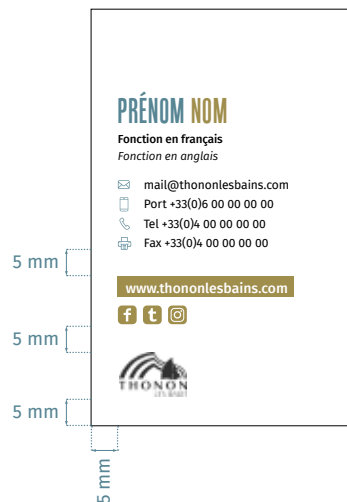 PRÉNOM NOM
Fonction en français
Fonction en anglais
mail@thononlesbains.com
Port +33(0)6 00 00 00 00
Tel +33(0)4 00 00 00 00
Fax +33(0)4 00 00 00 00
5 mm
www.thononlesbains.com
f t
5 mm
THONON
LES BAINS
5 mm
5 mm